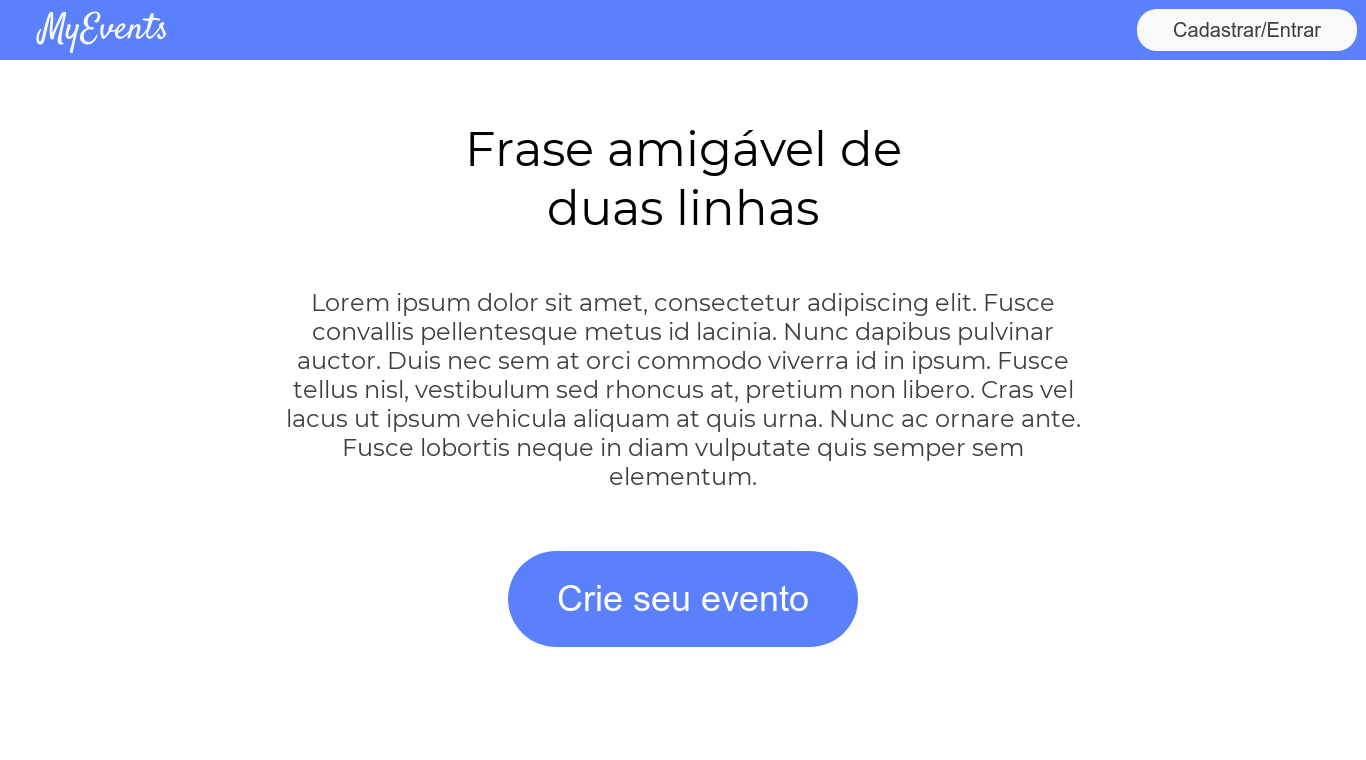 MyEvents
Cadastrar/Entrar
Frase amigável de
duas linhas
Lorem ipsum dolor sit amet, consectetur adipiscing elit. Fusce
convallis pellentesque metus id lacinia. Nunc dapibus pulvinar
auctor. Duis nec sem at orci commodo viverra id in ipsum. Fusce
tellus nisl, vestibulum sed rhoncus at, pretium non libero. Cras vel
lacus ut ipsum vehicula aliquam at quis urna. Nunc ac ornare ante.
Fusce lobortis neque in diam vulputate quis semper sem
elementum.
Crie seu evento